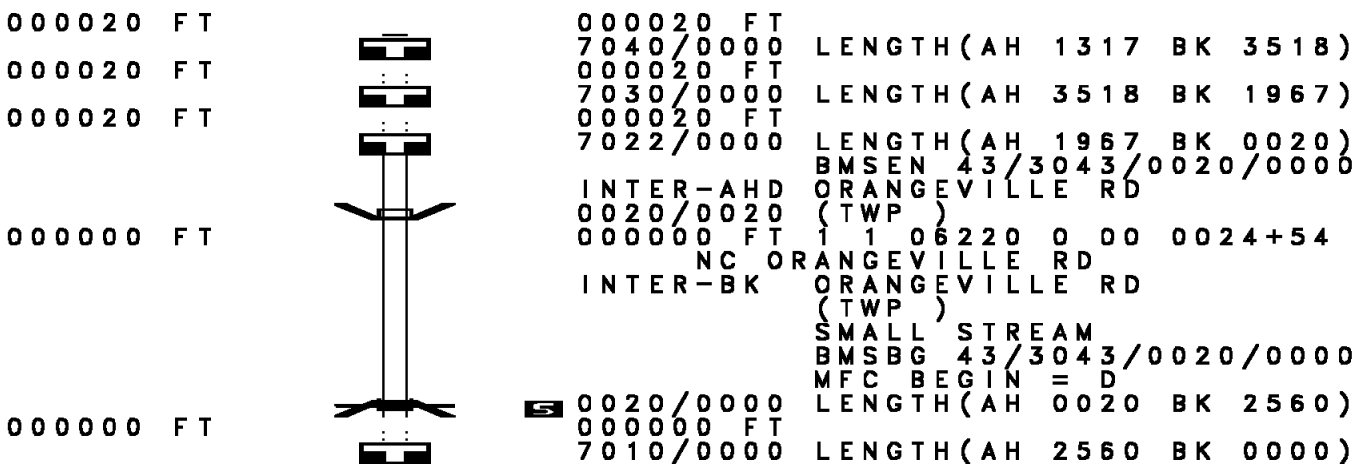 000020 FT 000020 FT
7040/0000 LENGTH(AH 1317 BK 3518)
000020 FT 000020 FT
7030/0000 LENGTH(AH 3518 BK 1967)
000020 FT 000020 FT
7022/0000 LENGTH(AH 1967 BK 0020)
BMSEN 43/3043/0020/0000
INTER-AHD ORANGEVILLE RD
0020/0020 (TWP )
000000 FT 000000 FT 1 1 06220 0 00 0024+54
NC ORANGEVILLE RD
INTER-BK ORANGEVILLE RD
(TWP )
SMALL STREAM
BMSBG 43/3043/0020/0000
MFC BEGIN = D
S 0020/0000 LENGTH(AH 0020 BK 2560)
000000 FT 000000 FT
7010/0000 LENGTH(AH 2560 BK 0000)